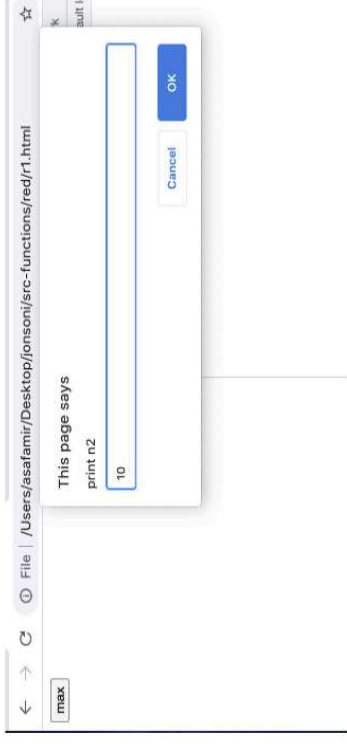 File | /Users/asafamir/Desktop/jonsoni/src-functions/red/r1.html
max
This page says
print n2
10
Cancel
OK